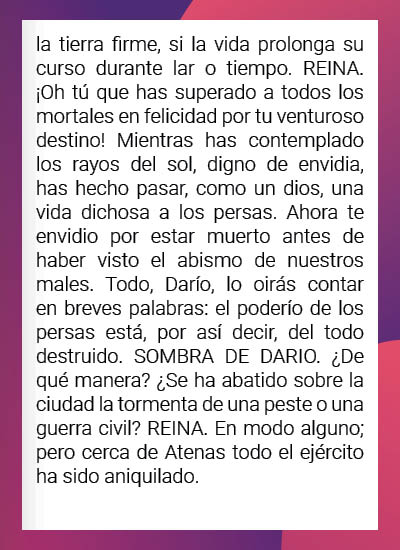 la tierra firme, si la vida prolonga su
curso durante lar o tiempo. REINA.
¡Oh tú que has superado a todos los
mortales en felicidad por tu venturoso
destino! Mientras has contemplado
los rayos del sol, digno de envidia,
has hecho pasar, como un dios, una
vida dichosa a los persas. Ahora te
envidio por estar muerto antes de
haber visto el abismo de nuestros
males. Todo, Darío, lo oirás contar
en breves palabras: el poderío de los
persas está, por así decir, del todo
destruido. SOMBRA DE DARIO. ¿De
qué manera? ¿Se ha abatido sobre la
ciudad la tormenta de una peste o una
guerra civil? REINA. En modo alguno;
pero cerca de Atenas todo el ejército
ha sido aniquilado.